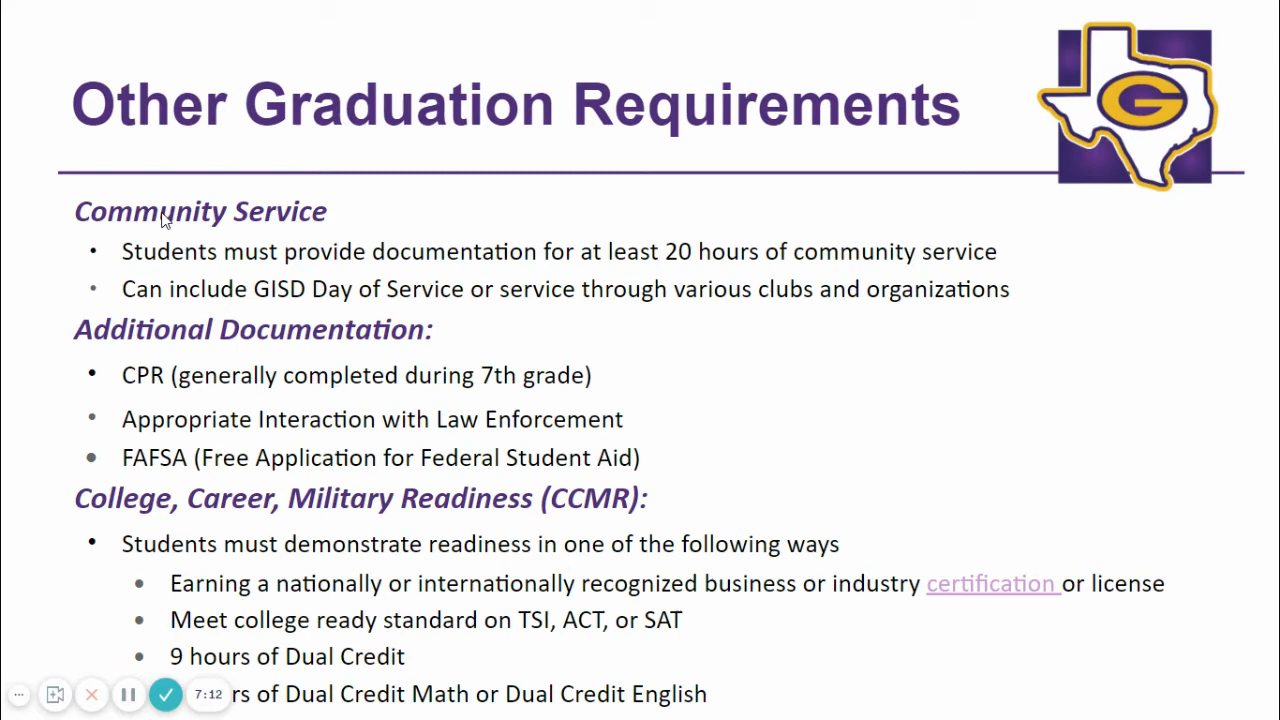 Other Graduation Requirements
G
Community Service
• Students must provide documentation for at least 20 hours of community service
• Can include GISD Day of Service or service through various clubs and organizations
Additional Documentation:
• CPR (generally completed during 7th grade)
• Appropriate Interaction with Law Enforcement
• FAFSA (Free Application for Federal Student Aid)
College, Career, Military Readiness (CCMR):
• Students must demonstrate readiness in one of the following ways
• Earning a nationally or internationally recognized business or industry certification or license
• Meet college ready standard on TSI, ACT, or SAT
• 9 hours of Dual Credit
7:12
of Dual Credit Math or Dual Credit English